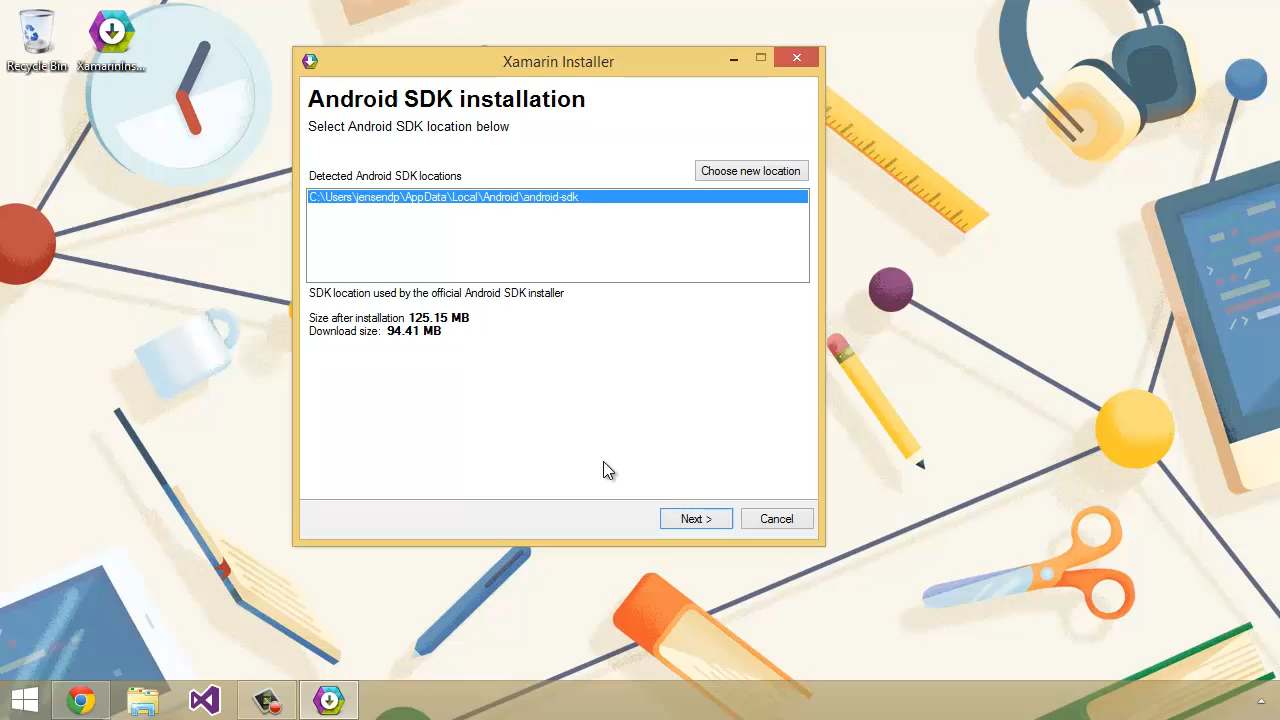 Recycle Bin
XamarinIns...
Xamarin Installer
Android SDK installation
Select Android SDK location below
Choose new location
Detected Android SDK locations
C:\Users\jensendp\AppData\Local\Android\android-sdk
SDK location used by the official Android SDK installer
Size after installation 125.15 MB
Download size: 94.41 MB
Next >
Cancel